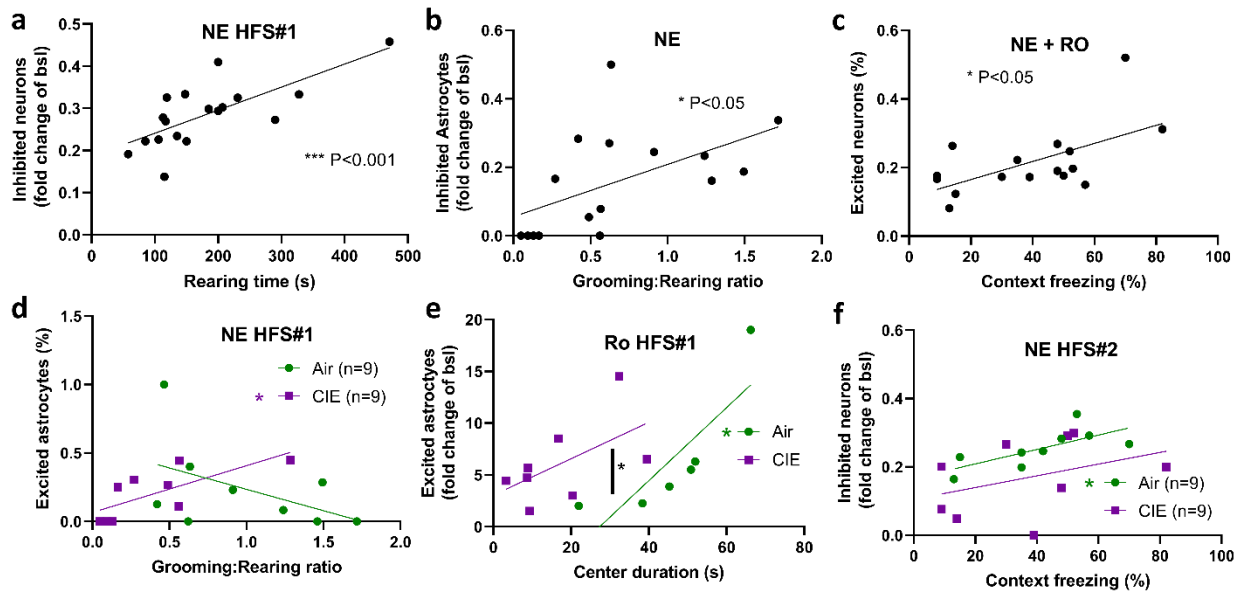 a
NE HFS#1
Inhibited neurons
(fold change of bsl)
0.5
0.4
0.3
0.2
0.1
0.0
*** P<0.001
0
100
200
300
400
500
Rearing time (s)
b
NE
Inhibited Astrocytes
(fold change of bsl)
0.6
0.4
0.2
0.0
* P<0.05
0.0
0.5
1.0
1.5
2.0
Grooming:Rearing ratio
c
NE + RO
Excited neurons (%)
0.6
0.4
0.2
0.0
* P<0.05
0
20
40
60
80
100
Context freezing (%)
d
NE HFS#1
Excited astrocytes (%)
1.5
1.0
0.5
0.0
Air (n=9)
* CIE (n=9)
0.0
0.5
1.0
1.5
2.0
Grooming:Rearing ratio
e
Ro HFS#1
Excited astroctyes
(fold change of bsl)
20
15
10
5
0
* Air
CIE
*
0
20
40
60
80
Center duration (s)
f
NE HFS#2
Inhibited neurons
(fold change of bsl)
0.6
0.4
0.2
0.0
* Air (n=9)
CIE (n=9)
0
20
40
60
80
100
Context freezing (%)